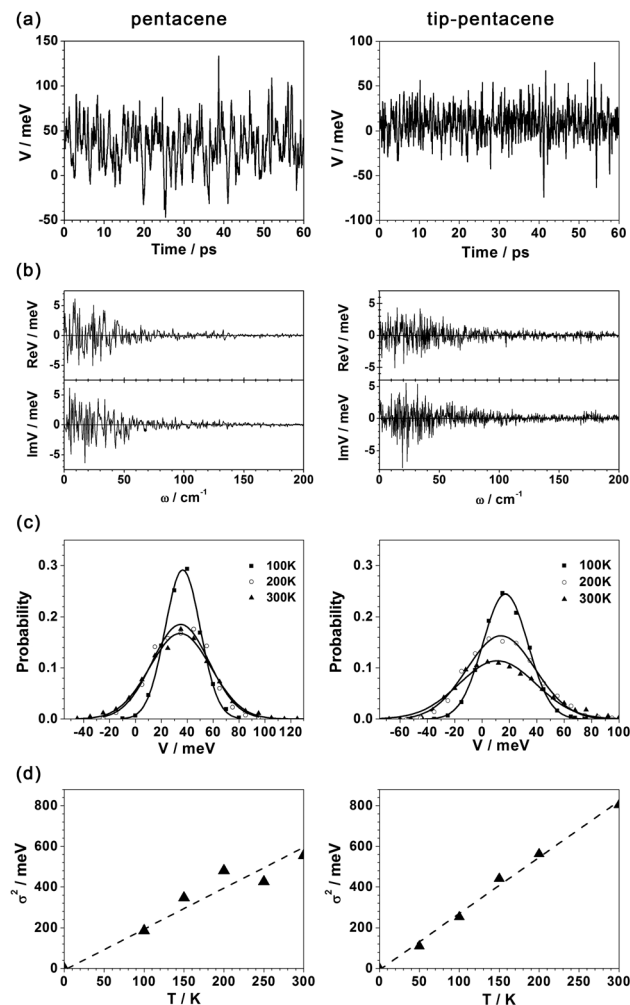 (a) pentacene tip-pentacene
150 100
100 50
50 0
0 -50
-50 -100
V / meV V / meV
0 10 20 30 40 50 60 0 10 20 30 40 50 60
Time / ps Time / ps
(b)
5 5
0 0
-5 -5
ReV / meV ReV / meV
5 5
0 0
-5 -5
ImV / meV ImV / meV
0 50 100 150 200 0 50 100 150 200
ω / cm⁻¹ ω / cm⁻¹
(c)
0.3 0.3
0.2 0.2
0.1 0.1
0.0 0.0
Probability Probability
100K 100K
200K 200K
300K 300K
-40 -20 0 20 40 60 80 100 120 -60 -40 -20 0 20 40 60 80 100
V / meV V / meV
(d)
800 800
600 600
400 400
200 200
0 0
σ² / meV σ² / meV
0 50 100 150 200 250 300 0 50 100 150 200 250 300
T / K T / K